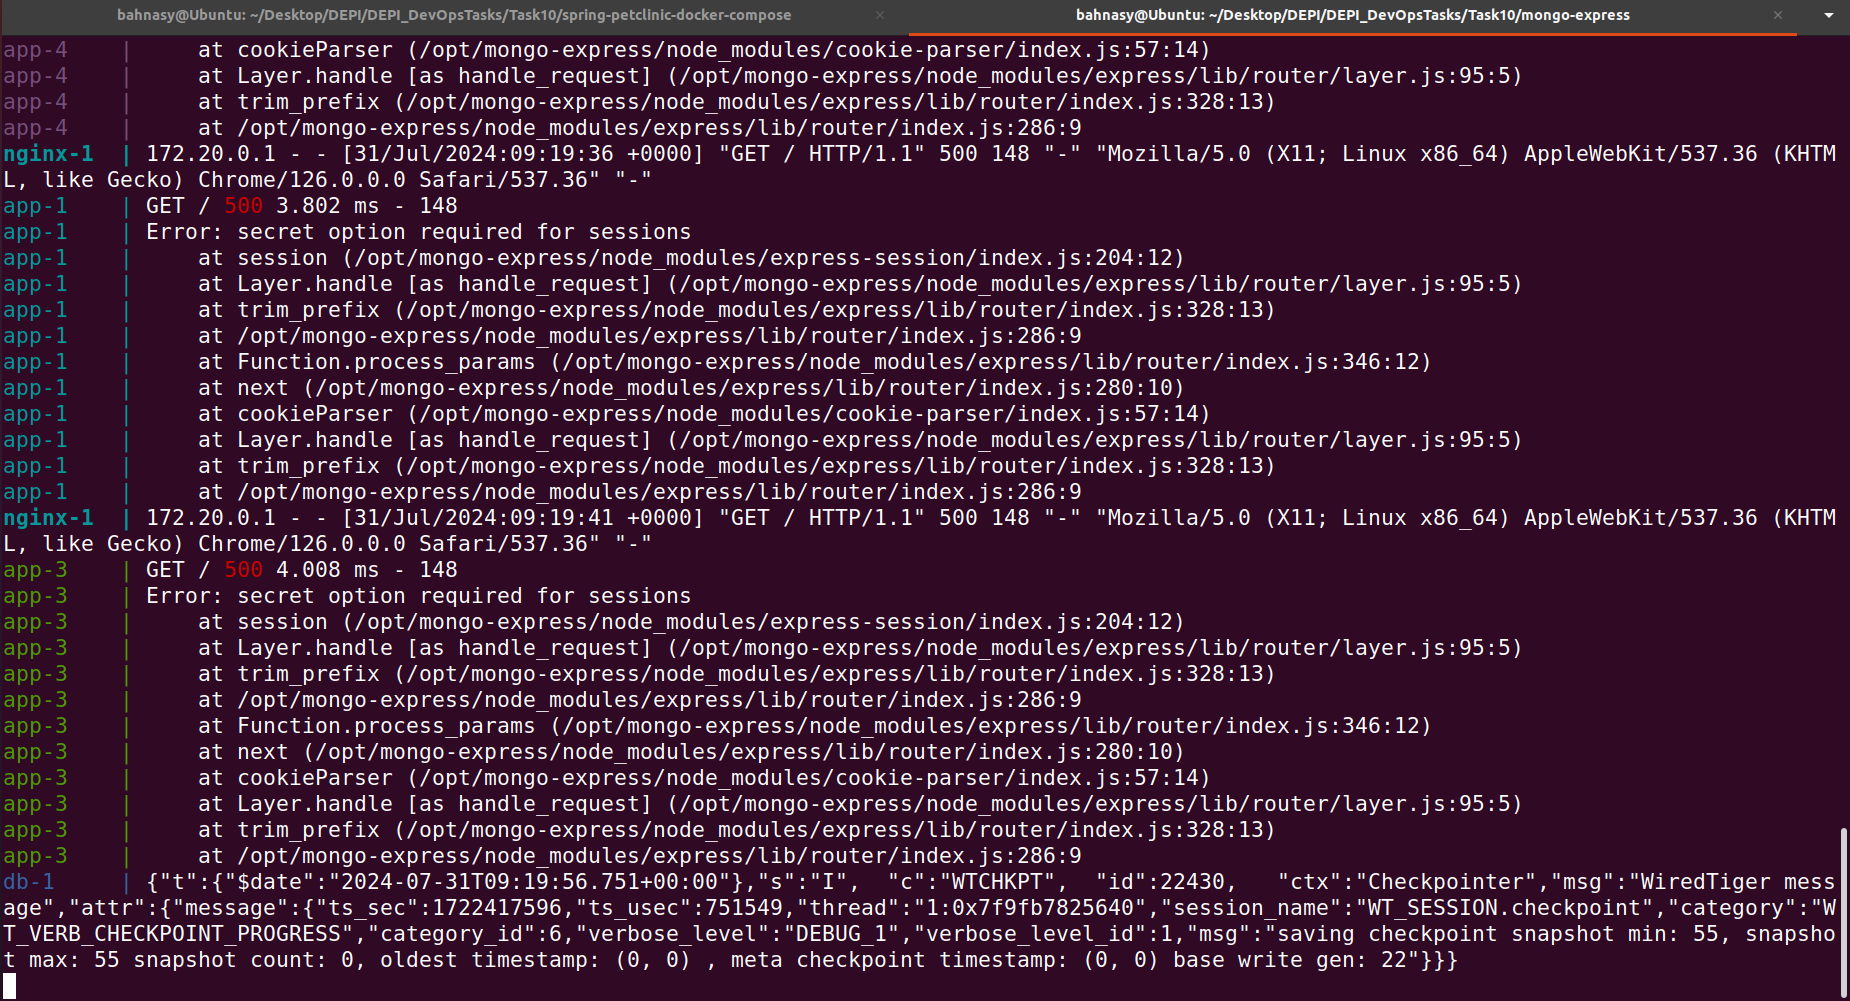 bahnasy@Ubuntu: ~/Desktop/DEPI/DEPI_DevOpsTasks/Task10/spring-petclinic-docker-compose × bahnasy@Ubuntu: ~/Desktop/DEPI/DEPI_DevOpsTasks/Task10/mongo-express ×
app-4    |     at cookieParser (/opt/mongo-express/node_modules/cookie-parser/index.js:57:14)
app-4    |     at Layer.handle [as handle_request] (/opt/mongo-express/node_modules/express/lib/router/layer.js:95:5)
app-4    |     at trim_prefix (/opt/mongo-express/node_modules/express/lib/router/index.js:328:13)
app-4    |     at /opt/mongo-express/node_modules/express/lib/router/index.js:286:9
nginx-1  | 172.20.0.1 - - [31/Jul/2024:09:19:36 +0000] "GET / HTTP/1.1" 500 148 "-" "Mozilla/5.0 (X11; Linux x86_64) AppleWebKit/537.36 (KHTM
L, like Gecko) Chrome/126.0.0.0 Safari/537.36" "-"
app-1    | GET / 500 3.802 ms - 148
app-1    | Error: secret option required for sessions
app-1    |     at session (/opt/mongo-express/node_modules/express-session/index.js:204:12)
app-1    |     at Layer.handle [as handle_request] (/opt/mongo-express/node_modules/express/lib/router/layer.js:95:5)
app-1    |     at trim_prefix (/opt/mongo-express/node_modules/express/lib/router/index.js:328:13)
app-1    |     at /opt/mongo-express/node_modules/express/lib/router/index.js:286:9
app-1    |     at Function.process_params (/opt/mongo-express/node_modules/express/lib/router/index.js:346:12)
app-1    |     at next (/opt/mongo-express/node_modules/express/lib/router/index.js:280:10)
app-1    |     at cookieParser (/opt/mongo-express/node_modules/cookie-parser/index.js:57:14)
app-1    |     at Layer.handle [as handle_request] (/opt/mongo-express/node_modules/express/lib/router/layer.js:95:5)
app-1    |     at trim_prefix (/opt/mongo-express/node_modules/express/lib/router/index.js:328:13)
app-1    |     at /opt/mongo-express/node_modules/express/lib/router/index.js:286:9
nginx-1  | 172.20.0.1 - - [31/Jul/2024:09:19:41 +0000] "GET / HTTP/1.1" 500 148 "-" "Mozilla/5.0 (X11; Linux x86_64) AppleWebKit/537.36 (KHTM
L, like Gecko) Chrome/126.0.0.0 Safari/537.36" "-"
app-3    | GET / 500 4.008 ms - 148
app-3    | Error: secret option required for sessions
app-3    |     at session (/opt/mongo-express/node_modules/express-session/index.js:204:12)
app-3    |     at Layer.handle [as handle_request] (/opt/mongo-express/node_modules/express/lib/router/layer.js:95:5)
app-3    |     at trim_prefix (/opt/mongo-express/node_modules/express/lib/router/index.js:328:13)
app-3    |     at /opt/mongo-express/node_modules/express/lib/router/index.js:286:9
app-3    |     at Function.process_params (/opt/mongo-express/node_modules/express/lib/router/index.js:346:12)
app-3    |     at next (/opt/mongo-express/node_modules/express/lib/router/index.js:280:10)
app-3    |     at cookieParser (/opt/mongo-express/node_modules/cookie-parser/index.js:57:14)
app-3    |     at Layer.handle [as handle_request] (/opt/mongo-express/node_modules/express/lib/router/layer.js:95:5)
app-3    |     at trim_prefix (/opt/mongo-express/node_modules/express/lib/router/index.js:328:13)
app-3    |     at /opt/mongo-express/node_modules/express/lib/router/index.js:286:9
db-1     | {"t":{"$date":"2024-07-31T09:19:56.751+00:00"},"s":"I",  "c":"WTCHKPT",  "id":22430,   "ctx":"Checkpointer","msg":"WiredTiger mess
age","attr":{"message":{"ts_sec":1722417596,"ts_usec":751549,"thread":"1:0x7f9fb7825640","session_name":"WT_SESSION.checkpoint","category":"W
T_VERB_CHECKPOINT_PROGRESS","category_id":6,"verbose_level":"DEBUG_1","verbose_level_id":1,"msg":"saving checkpoint snapshot min: 55, snapsho
t max: 55 snapshot count: 0, oldest timestamp: (0, 0) , meta checkpoint timestamp: (0, 0) base write gen: 22"}}}